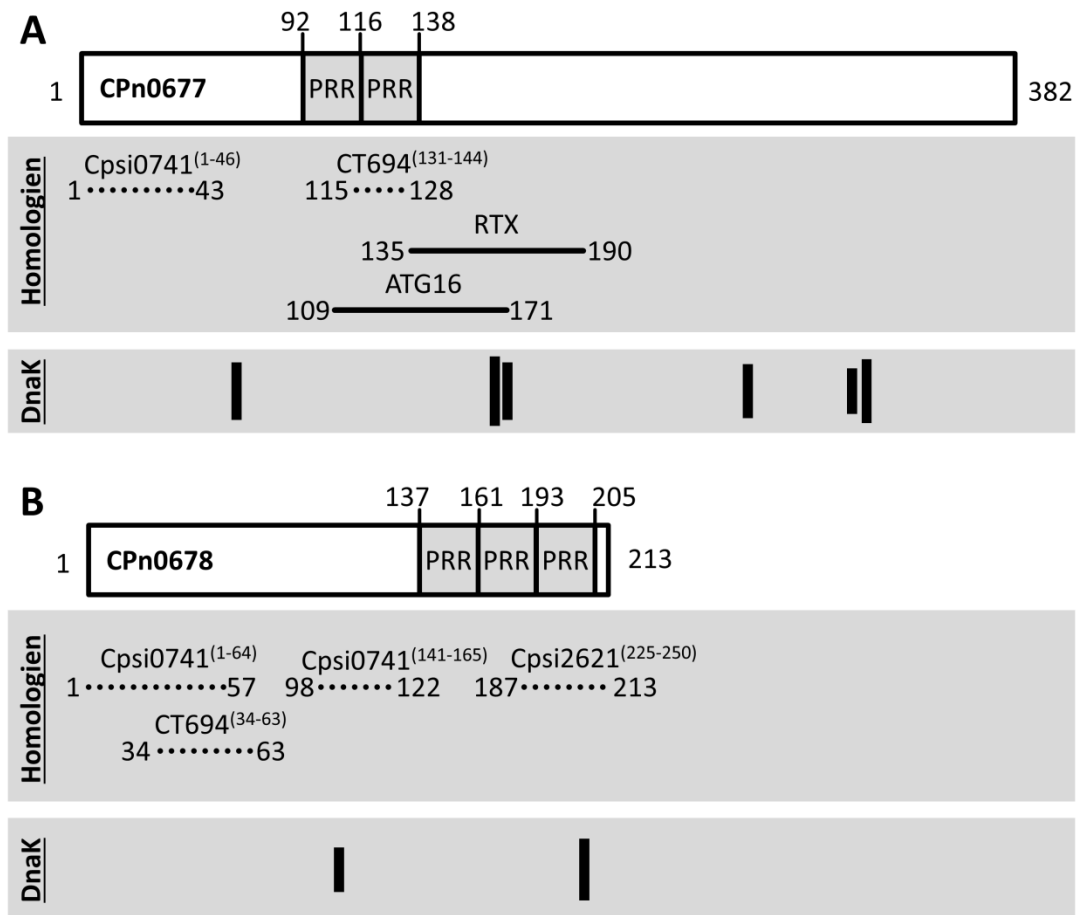 A
92 116 138
1 CPn0677 PRR PRR 382
Homologien
Cpsi0741(1-46) CT694(131-144)
1 43 115 128
RTX
135 190
ATG16
109 171
DnaK
B
137 161 193 205
1 CPn0678 PRR PRR PRR 213
Homologien
Cpsi0741(1-64) Cpsi0741(141-165) Cpsi2621(225-250)
1 57 98 122 187 213
CT694(34-63)
34 63
DnaK